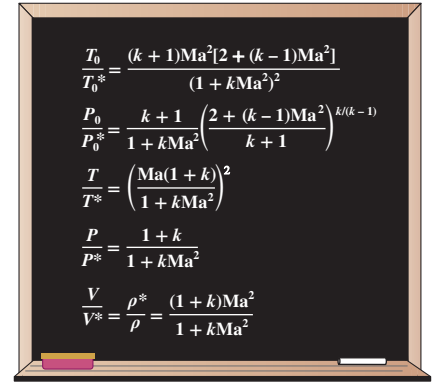 T₀/T₀* = (k + 1)Ma²[2 + (k – 1)Ma²]/(1 + kMa²)²
P₀/P₀* = (k + 1)/(1 + kMa²) ((2 + (k – 1)Ma²)/(k + 1))^(k/(k – 1))
T/T* = (Ma(1 + k)/(1 + kMa²))²
P/P* = (1 + k)/(1 + kMa²)
V/V* = ρ*/ρ = (1 + k)Ma²/(1 + kMa²)